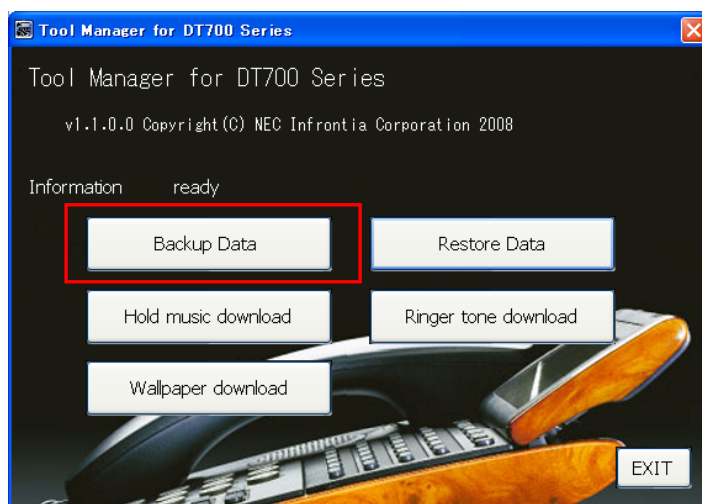 Tool Manager for DT700 Series
Tool Manager for DT700 Series
v1.1.0.0 Copyright(C) NEC Infrontia Corporation 2008
Information ready
Backup Data Restore Data
Hold music download Ringer tone download
Wallpaper download
EXIT